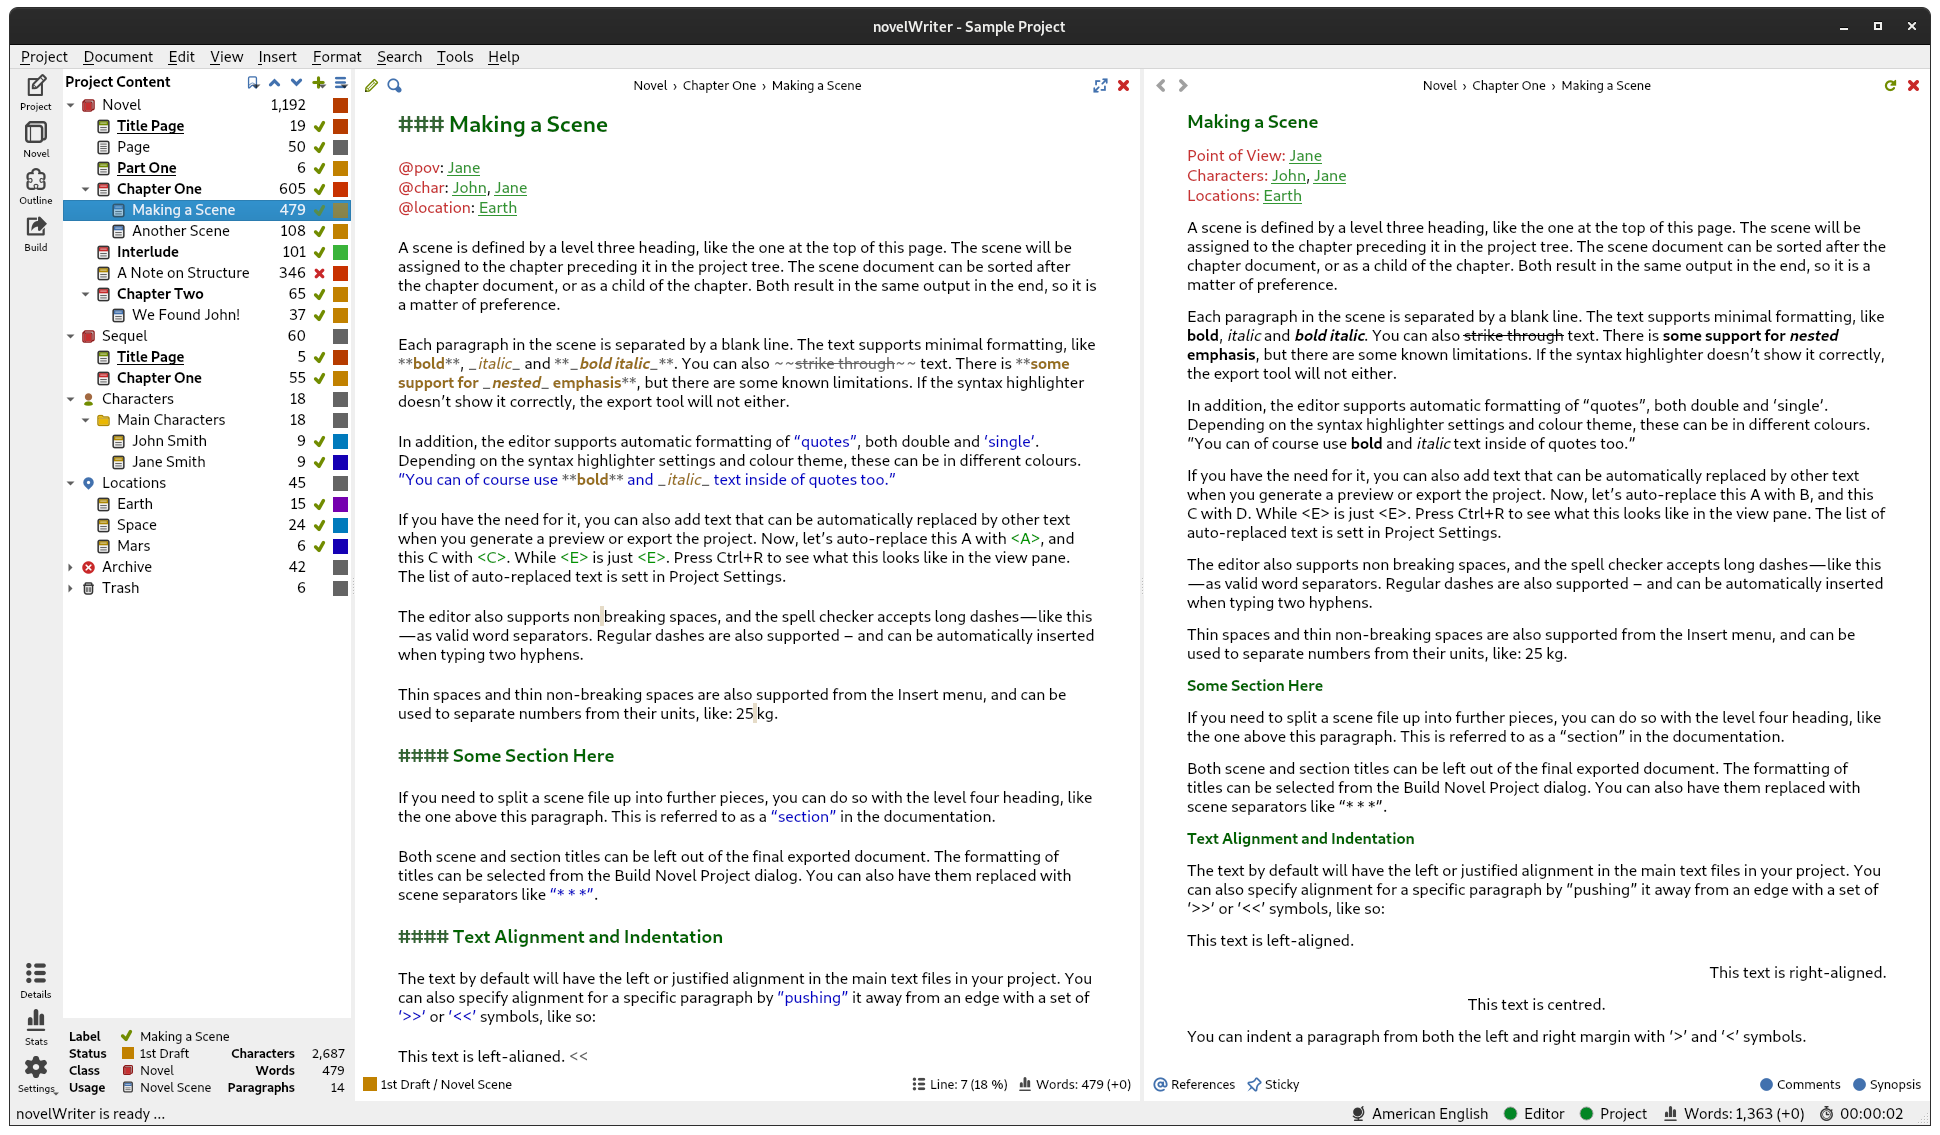 novelWriter - Sample Project
Project Document Edit View Insert Format Search Tools Help
Project
Novel
Outline
Build
Details
Stats
Settings
Project Content
Novel 1,192
Title Page 19
Page 50
Part One 6
Chapter One 605
Making a Scene 479
Another Scene 108
Interlude 101
A Note on Structure 346
Chapter Two 65
We Found John! 37
Sequel 60
Title Page 5
Chapter One 55
Characters 18
Main Characters 18
John Smith 9
Jane Smith 9
Locations 45
Earth 15
Space 24
Mars 6
Archive 42
Trash 6
Label Making a Scene
Status 1st Draft Characters 2,687
Class Novel Words 479
Usage Novel Scene Paragraphs 14
Novel › Chapter One › Making a Scene
### Making a Scene
@pov: Jane
@char: John, Jane
@location: Earth
A scene is defined by a level three heading, like the one at the top of this page. The scene will be
assigned to the chapter preceding it in the project tree. The scene document can be sorted after
the chapter document, or as a child of the chapter. Both result in the same output in the end, so it is
a matter of preference.
Each paragraph in the scene is separated by a blank line. The text supports minimal formatting, like
**bold**, _italic_ and **_bold italic_**. You can also ~~strike through~~ text. There is **some
support for _nested_ emphasis**, but there are some known limitations. If the syntax highlighter
doesn’t show it correctly, the export tool will not either.
In addition, the editor supports automatic formatting of “quotes”, both double and ‘single’.
Depending on the syntax highlighter settings and colour theme, these can be in different colours.
“You can of course use **bold** and _italic_ text inside of quotes too.”
If you have the need for it, you can also add text that can be automatically replaced by other text
when you generate a preview or export the project. Now, let’s auto-replace this A with <A>, and
this C with <C>. While <E> is just <E>. Press Ctrl+R to see what this looks like in the view pane.
The list of auto-replaced text is sett in Project Settings.
The editor also supports non breaking spaces, and the spell checker accepts long dashes—like this
—as valid word separators. Regular dashes are also supported – and can be automatically inserted
when typing two hyphens.
Thin spaces and thin non-breaking spaces are also supported from the Insert menu, and can be
used to separate numbers from their units, like: 25 kg.
#### Some Section Here
If you need to split a scene file up into further pieces, you can do so with the level four heading, like
the one above this paragraph. This is referred to as a “section” in the documentation.
Both scene and section titles can be left out of the final exported document. The formatting of
titles can be selected from the Build Novel Project dialog. You can also have them replaced with
scene separators like “* * *”.
#### Text Alignment and Indentation
The text by default will have the left or justified alignment in the main text files in your project. You
can also specify alignment for a specific paragraph by “pushing” it away from an edge with a set of
‘>>’ or ‘<<’ symbols, like so:
This text is left-aligned. <<
1st Draft / Novel Scene Line: 7 (18 %) Words: 479 (+0)
Novel › Chapter One › Making a Scene
Making a Scene
Point of View: Jane
Characters: John, Jane
Locations: Earth
A scene is defined by a level three heading, like the one at the top of this page. The scene will be
assigned to the chapter preceding it in the project tree. The scene document can be sorted after the
chapter document, or as a child of the chapter. Both result in the same output in the end, so it is a
matter of preference.
Each paragraph in the scene is separated by a blank line. The text supports minimal formatting, like
bold, italic and bold italic. You can also strike through text. There is some support for nested
emphasis, but there are some known limitations. If the syntax highlighter doesn’t show it correctly,
the export tool will not either.
In addition, the editor supports automatic formatting of “quotes”, both double and ‘single’.
Depending on the syntax highlighter settings and colour theme, these can be in different colours.
“You can of course use bold and italic text inside of quotes too.”
If you have the need for it, you can also add text that can be automatically replaced by other text
when you generate a preview or export the project. Now, let’s auto-replace this A with B, and this
C with D. While <E> is just <E>. Press Ctrl+R to see what this looks like in the view pane. The list of
auto-replaced text is sett in Project Settings.
The editor also supports non breaking spaces, and the spell checker accepts long dashes—like this
—as valid word separators. Regular dashes are also supported – and can be automatically inserted
when typing two hyphens.
Thin spaces and thin non-breaking spaces are also supported from the Insert menu, and can be
used to separate numbers from their units, like: 25 kg.
Some Section Here
If you need to split a scene file up into further pieces, you can do so with the level four heading, like
the one above this paragraph. This is referred to as a “section” in the documentation.
Both scene and section titles can be left out of the final exported document. The formatting of
titles can be selected from the Build Novel Project dialog. You can also have them replaced with
scene separators like “* * *”.
Text Alignment and Indentation
The text by default will have the left or justified alignment in the main text files in your project. You
can also specify alignment for a specific paragraph by “pushing” it away from an edge with a set of
‘>>’ or ‘<<’ symbols, like so:
This text is left-aligned.
This text is right-aligned.
This text is centred.
You can indent a paragraph from both the left and right margin with ‘>’ and ‘<’ symbols.
References Sticky Comments Synopsis
novelWriter is ready ... American English Editor Project Words: 1,363 (+0) 00:00:02